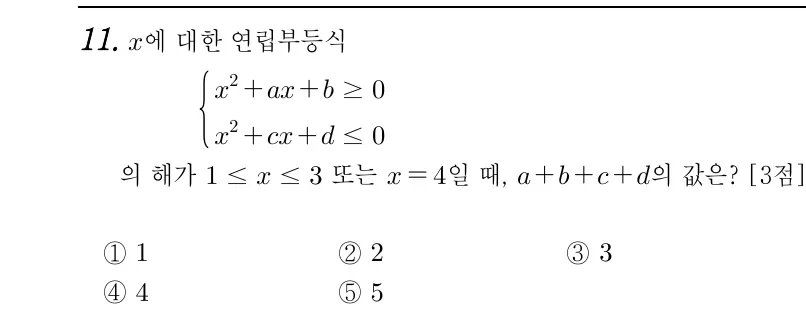 11. x에 대한 연립부등식
x²+ax+b ≥ 0
x²+cx+d ≤ 0
의 해가 1 ≤ x ≤ 3 또는 x=4일 때, a+b+c+d의 값은? [3점]
① 1 ② 2 ③ 3
④ 4 ⑤ 5